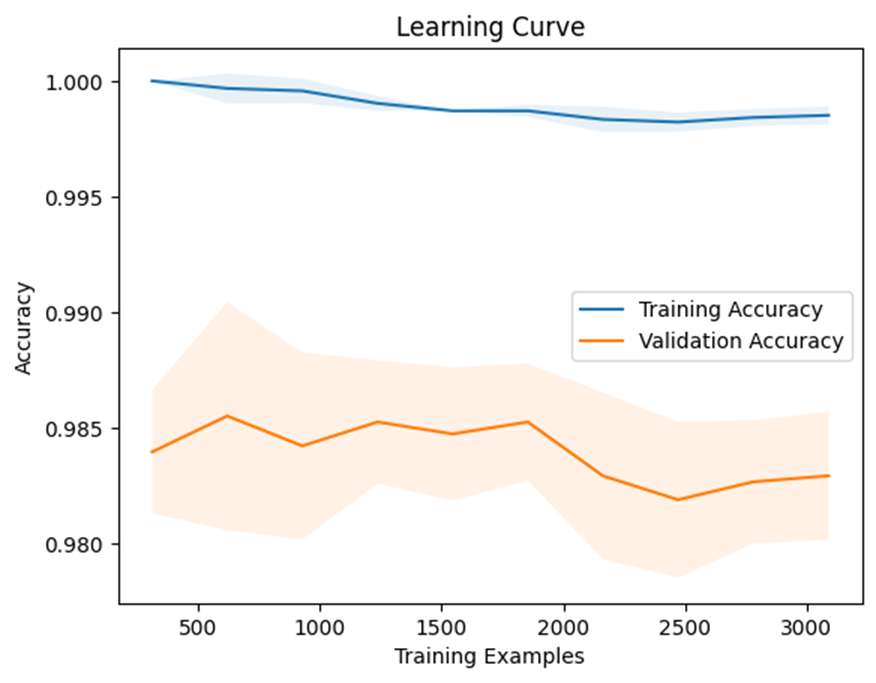 Learning Curve
1.000
0.995
0.990
0.985
0.980
Accuracy
Training Accuracy
Validation Accuracy
500
1000
1500
2000
2500
3000
Training Examples